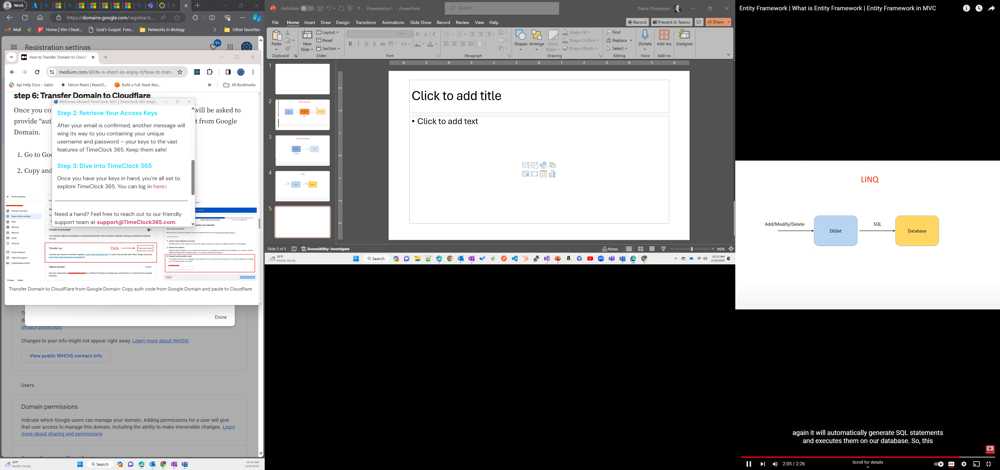 Work
https://domains.google.com/registrar/s...
Mail
Home | Vim Cheat...
God's Gospel Free...
Networks in Biology
Other favorites
Registration settings
9+
How to Transfer Domain to Cloudf
medium.com/@life-is-short-so-enjoy-it/how-to-tran...
Api Help Docs - Sabio
Falcon React | ReactJS...
Build a Full-Stack Rea...
All Bookmarks
step 6: Transfer Domain to Cloudflare
Once you co
will be asked to
provide “aut
t from Google
Domain.
1. Go to Goo
2. Copy and
Welcome Aboard TimeClock 365! | TimeClock 365 Empl...
Step 2: Retrieve Your Access Keys
After your email is confirmed, another message will
wing its way to you containing your unique
username and password – your keys to the vast
features of TimeClock 365. Keep them safe!
Step 3: Dive into TimeClock 365
Once you have your keys in hand, you’re all set to
explore TimeClock 365. You can log in here>
Need a hand? Feel free to reach out to our friendly
support team at support@TimeClock365.com.
All my domains
Domain overview
Registration settings
DNS
Website
Reports
Email
Security
Send feedback
Help and support
United States (US $)
Privacy Terms
Domain is unlocked
Your domain might be susceptible to unauthorized transfer while unlocked. Consider locking your domain to enhance
security
Transfer out
Click
Get auth code
Transfer your domain to another registrar. Learn more about transfer. To share this domain with other Google accounts,
learn about sharing domain management
Delete domain
Delete
End your registration o
You will have 30 days to change your mind before it is removed from Google
Domains.
ansfer your domain
1. Login to your Registrar account
2. Unlock the domain
3. Request authorization code
Transfer Domain to CloudFlare from Google Domain: Copy auth code from Google Domain and paste to Cloudflare
Done
privacy protection.
Changes to your info might not appear right away. Learn more about WHOIS
View public WHOIS contact info
Users
Domain permissions
Indicate which Google users can manage your domain. Adding permissions for a user will give
that user access to manage this domain, including the ability to make irreversible changes. Learn
more about sharing and permissions
55°F
Mostly cloudy
Search
10:13 AM
2/16/2024
AutoSave Off
Presentation1 - PowerPoint
Search
Thane Thompson
File Home Insert Draw Design Transitions Animations Slide Show Record Review View Help
Record
Present in Teams
Share
Paste
New
Slide
Layout
Reset
Section
28+
Shapes
Arrange
Quick
Styles
Shape Fill
Shape Outline
Shape Effects
Find
Replace
Select
Dictate
Add-ins
Designer
Clipboard
Slides
Font
Paragraph
Drawing
Editing
Voice
Add-ins
1
2
Entity Framework
3
Entity Framework
4
LINQ
5
Click to add title
• Click to add text
Slide 5 of 5
Accessibility: Investigate
Notes
96%
55°F
Mostly cloudy
Search
10:13 AM
2/16/2024
Entity Framework | What is Entity Framework | Entity Framework in MVC
LINQ
Add/Modify/Delete
DbSet
SQL
Database
again it will automatically generate SQL statements
and executes them on our database. So, this
SUBSCRIBE
2:05 / 2:26
Scroll for details
CC